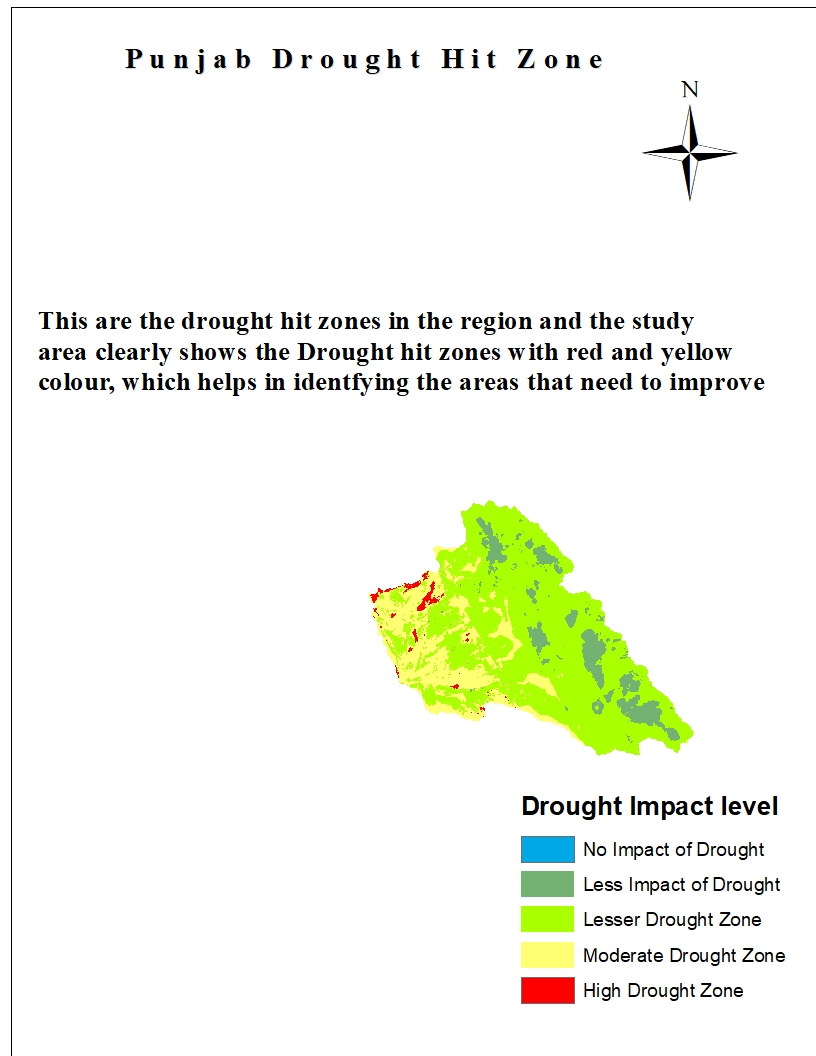 Punjab Drought Hit Zone
N
This are the drought hit zones in the region and the study
area clearly shows the Drought hit zones with red and yellow
colour, which helps in identfying the areas that need to improve
Drought Impact level
No Impact of Drought
Less Impact of Drought
Lesser Drought Zone
Moderate Drought Zone
High Drought Zone